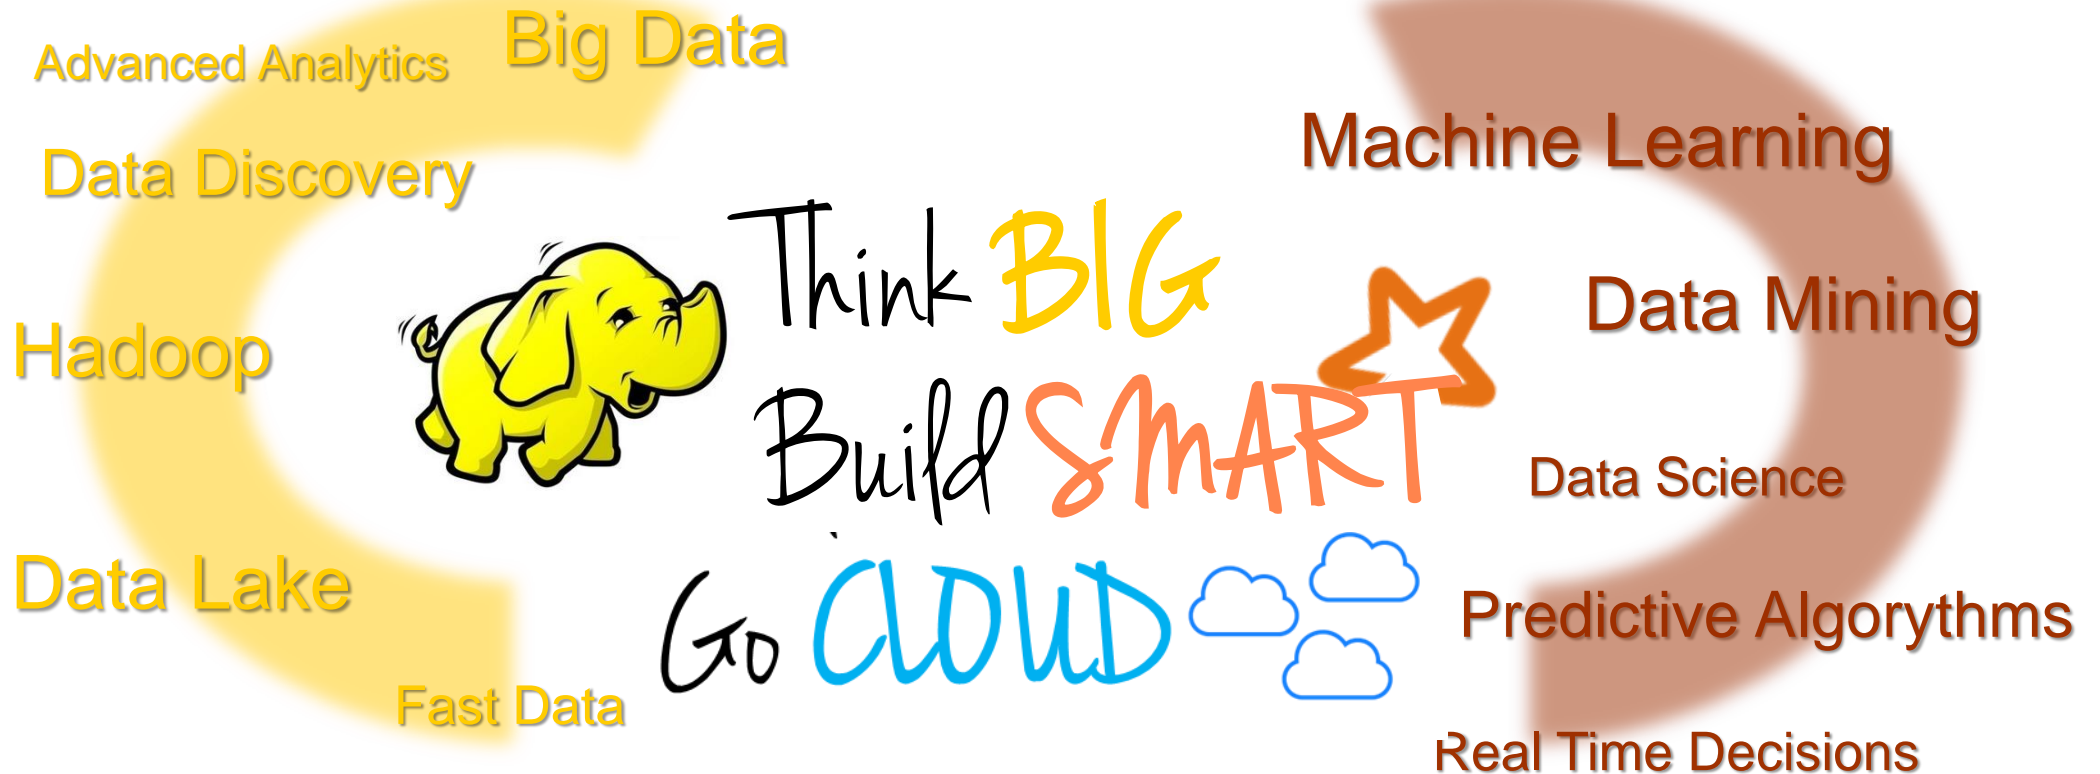 Big Data
Advanced Analytics
Data Discovery
Hadoop
Data Lake
Fast Data
Think BIG
Build SMART
Go CLOUD
Machine Learning
Data Mining
Data Science
Predictive Algorythms
Real Time Decisions